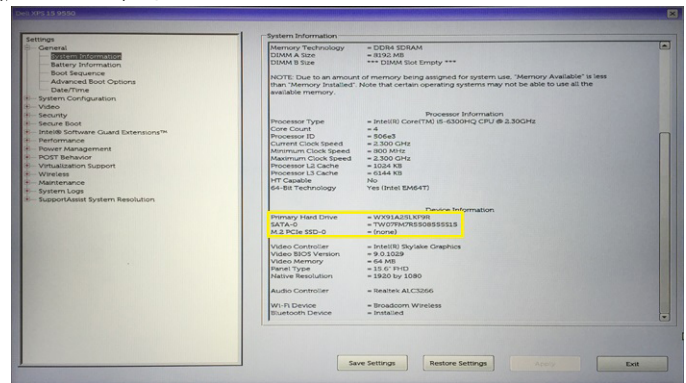 Dell XPS 15 9550
Settings
General
System Information
Battery Information
Boot Sequence
Advanced Boot Options
Date/Time
System Configuration
Video
Security
Secure Boot
Intel® Software Guard Extensions™
Performance
Power Management
POST Behavior
Virtualization Support
Wireless
Maintenance
System Logs
SupportAssist System Resolution
System Information
Memory Technology = DDR4 SDRAM
DIMM A Size = 8192 MB
DIMM B Size *** DIMM Slot Empty ***
NOTE: Due to an amount of memory being assigned for system use, "Memory Available" is less
than "Memory Installed". Note that certain operating systems may not be able to use all the
available memory.
Processor Information
Processor Type = Intel(R) Core(TM) i5-6300HQ CPU @ 2.30GHz
Core Count = 4
Processor ID = 506e3
Current Clock Speed = 2.300 GHz
Minimum Clock Speed = 800 MHz
Maximum Clock Speed = 2.300 GHz
Processor L2 Cache = 1024 KB
Processor L3 Cache = 6144 KB
HT Capable No
64-Bit Technology Yes (Intel EM64T)
Device Information
Primary Hard Drive = WX91A25LKF9R
SATA-0 = TW07FM7R5508555515
M.2 PCIe SSD-0 = (none)
Video Controller = Intel(R) Skylake Graphics
Video BIOS Version = 9.0.1029
Video Memory = 64 MB
Panel Type = 15.6" FHD
Native Resolution = 1920 by 1080
Audio Controller = Realtek ALC3266
Wi-Fi Device = Broadcom Wireless
Bluetooth Device = Installed
Save Settings
Restore Settings
Apply
Exit